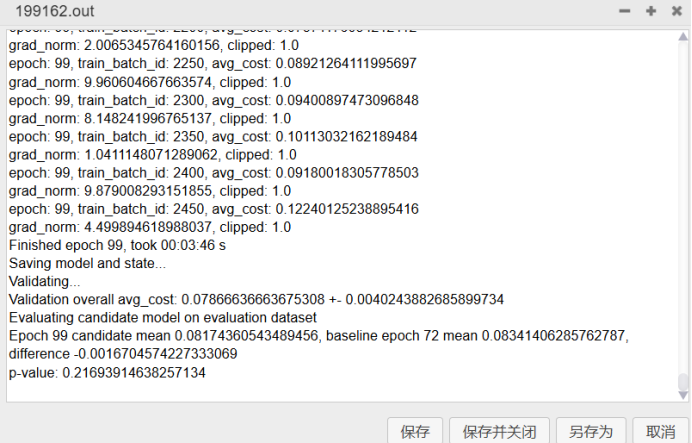 199162.out
grad_norm: 2.0065345764160156, clipped: 1.0
epoch: 99, train_batch_id: 2250, avg_cost: 0.08921264111995697
grad_norm: 9.960604667663574, clipped: 1.0
epoch: 99, train_batch_id: 2300, avg_cost: 0.09400897473096848
grad_norm: 8.148241996765137, clipped: 1.0
epoch: 99, train_batch_id: 2350, avg_cost: 0.10113032162189484
grad_norm: 1.0411148071289062, clipped: 1.0
epoch: 99, train_batch_id: 2400, avg_cost: 0.09180018305778503
grad_norm: 9.879008293151855, clipped: 1.0
epoch: 99, train_batch_id: 2450, avg_cost: 0.12240125238895416
grad_norm: 4.499894618988037, clipped: 1.0
Finished epoch 99, took 00:03:46 s
Saving model and state...
Validating...
Validation overall avg_cost: 0.07866636663675308 +- 0.0040243882685899734
Evaluating candidate model on evaluation dataset
Epoch 99 candidate mean 0.08174360543489456, baseline epoch 72 mean 0.08341406285762787,
difference -0.0016704574227333069
p-value: 0.21693914638257134
保存 保存并关闭 另存为 取消